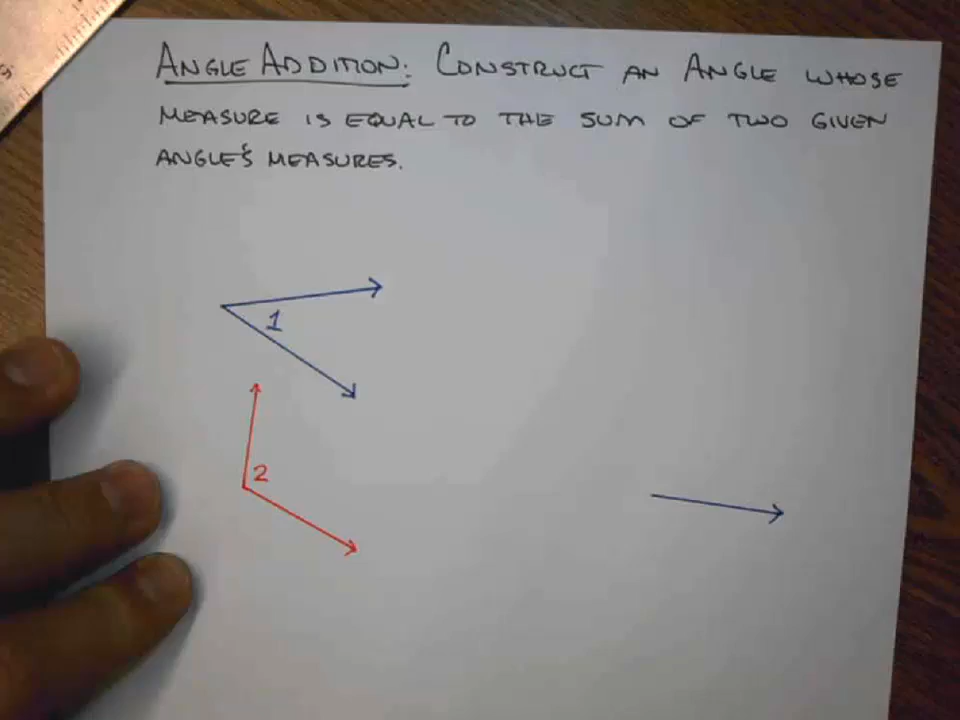 ANGLE ADDITION: CONSTRUCT AN ANGLE WHOSE
MEASURE IS EQUAL TO THE SUM OF TWO GIVEN
ANGLE'S MEASURES.
1
2